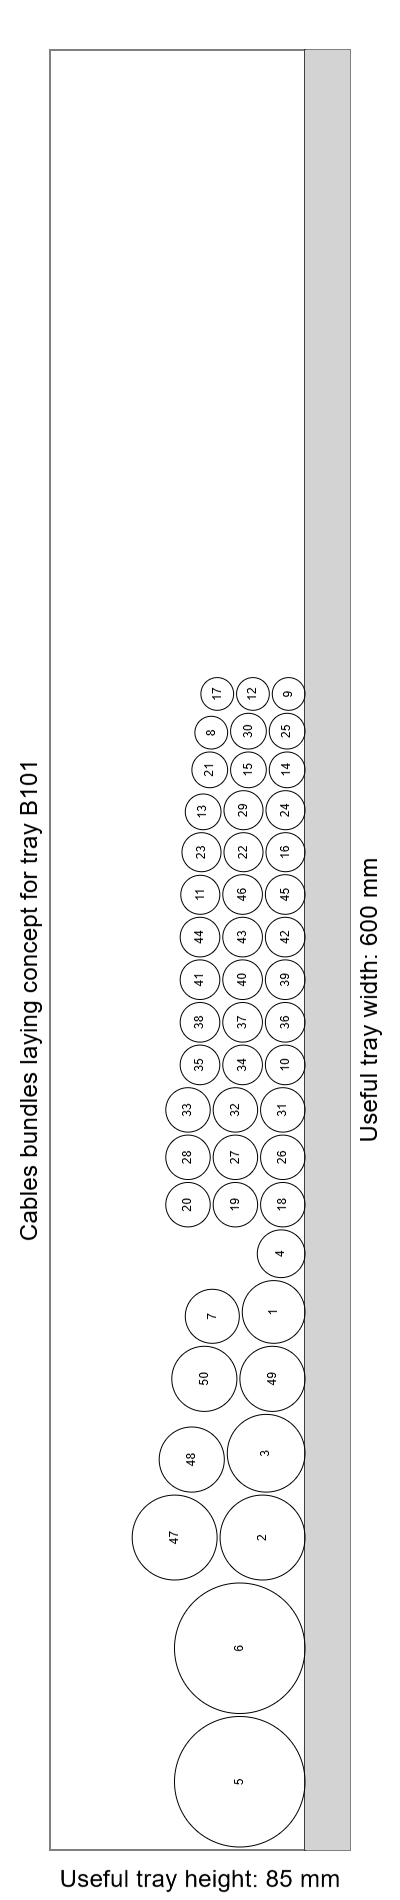 Cables bundles laying concept for tray B101
17 12 9
8 30 25
21 15 14
13 29 24
23 22 16
11 46 45
44 43 42
41 40 39
38 37 36
35 34 10
33 32 31
28 27 26
20 19 18
4
7 1
50 49
48 3
47 2
6
5
Useful tray width: 600 mm
Useful tray height: 85 mm